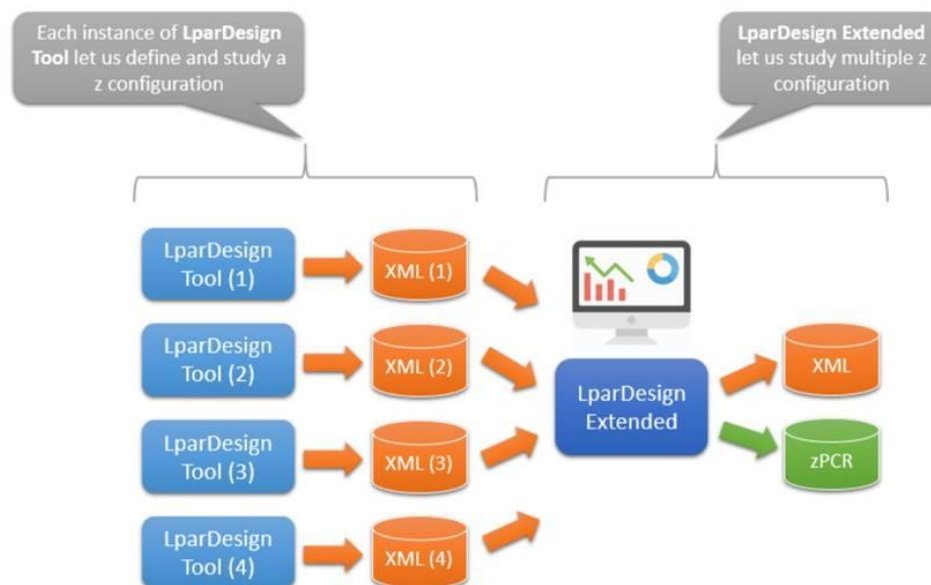 Each instance of LparDesign
Tool let us define and study a
z configuration
LparDesign Extended
let us study multiple z
configuration
LparDesign
Tool (1)
XML (1)
LparDesign
Tool (2)
XML (2)
LparDesign
Extended
XML
LparDesign
Tool (3)
XML (3)
zPCR
LparDesign
Tool (4)
XML (4)